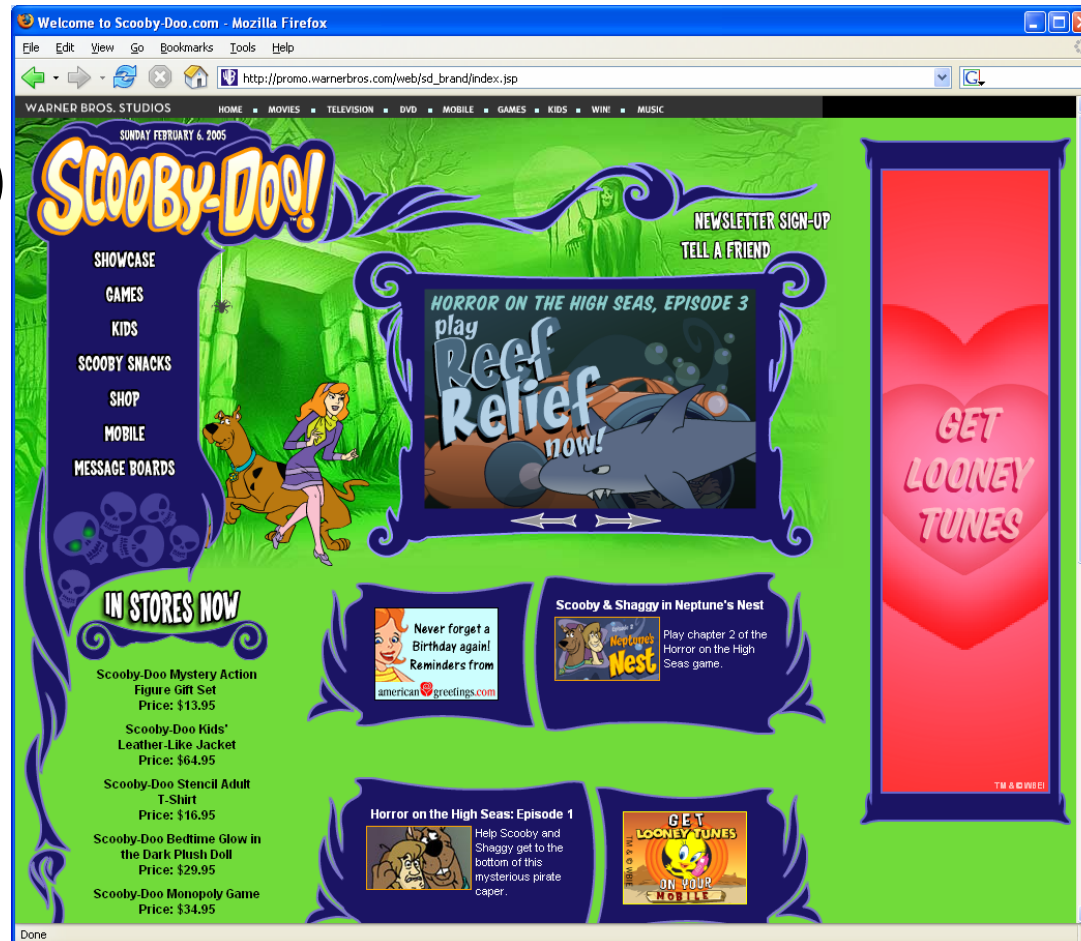 Welcome to Scooby-Doo.com - Mozilla Firefox
File Edit View Go Bookmarks Tools Help
http://promo.warnerbros.com/web/sd_brand/index.jsp
G
WARNER BROS. STUDIOS HOME MOVIES TELEVISION DVD MOBILE GAMES KIDS WIN! MUSIC
SUNDAY FEBRUARY 6, 2005
SCOOBY-DOO!
TM
SHOWCASE
GAMES
KIDS
SCOOBY SNACKS
SHOP
MOBILE
MESSAGE BOARDS
NEWSLETTER SIGN-UP
TELL A FRIEND
HORROR ON THE HIGH SEAS, EPISODE 3
play
Reef
Relief
now!
GET
LOONEY
TUNES
TM & © WBEI
IN STORES NOW
Scooby-Doo Mystery Action
Figure Gift Set
Price: $13.95
Scooby-Doo Kids'
Leather-Like Jacket
Price: $64.95
Scooby-Doo Stencil Adult
T-Shirt
Price: $16.95
Scooby-Doo Bedtime Glow in
the Dark Plush Doll
Price: $29.95
Scooby-Doo Monopoly Game
Price: $34.95
Never forget a
Birthday again!
Reminders from
americangreetings.com
Scooby & Shaggy in Neptune's Nest
Episode 2
Neptune's
Nest
Play chapter 2 of the
Horror on the High
Seas game.
Horror on the High Seas: Episode 1
Help Scooby and
Shaggy get to the
bottom of this
mysterious pirate
caper.
GET
LOONEY TUNES
TM & © WBIE
ON YOUR
MOBILE
Done